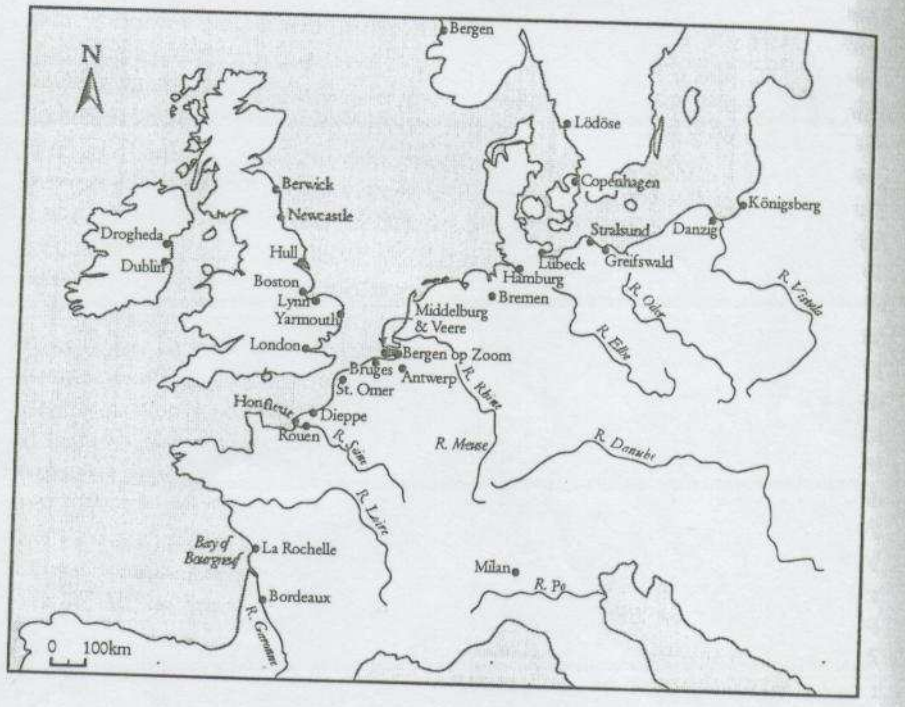 Bergen
N
Lödöse
Berwick
Copenhagen
Newcastle
Königsberg
Drogheda
Stralsund
Danzig
Hull
Greifswald
Dublin
Lübeck
Hamburg
Boston
Bremen
R. Oder
R. Vistula
Lynn
Yarmouth
Middelburg
& Veere
R. Elbe
London
Bergen op Zoom
Bruges
Antwerp
R. Rhine
St. Omer
Honfleur
Dieppe
Rouen
R. Seine
R. Meuse
R. Danube
R. Loire
Bay of
Bourgneuf
La Rochelle
Milan
R. Po
Bordeaux
R. Garonne
0 100km